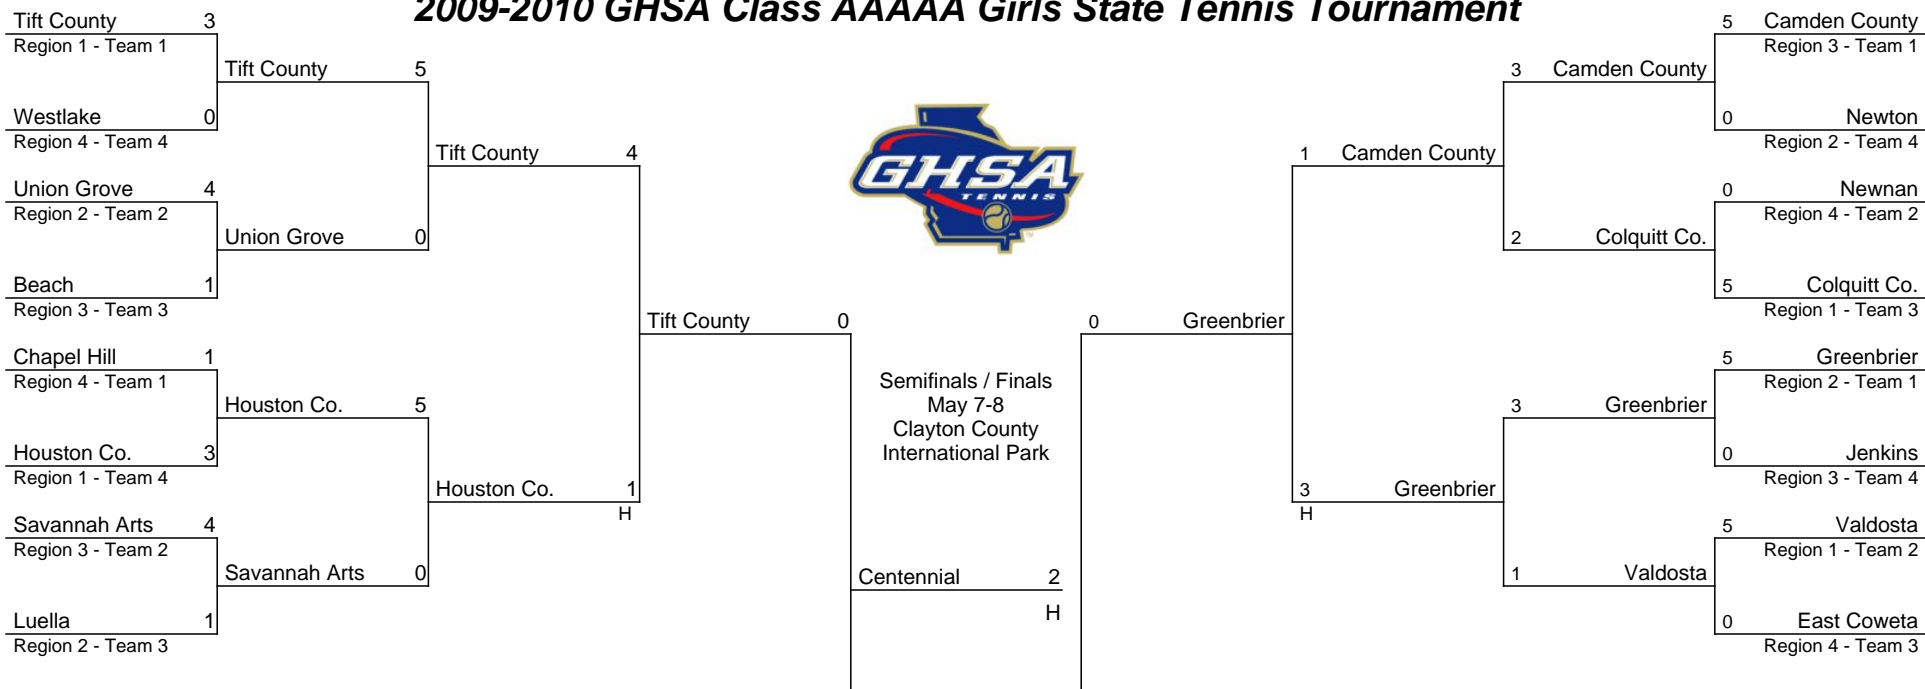 2009-2010 GHSA Class AAAAA Girls State Tennis Tournament
Tift County 3
Region 1 - Team 1
Westlake 0
Region 4 - Team 4
Union Grove 4
Region 2 - Team 2
Beach 1
Region 3 - Team 3
Chapel Hill 1
Region 4 - Team 1
Houston Co. 3
Region 1 - Team 4
Savannah Arts 4
Region 3 - Team 2
Luella 1
Region 2 - Team 3
Tift County 5
Union Grove 0
Houston Co. 5
Savannah Arts 0
Tift County 4
Houston Co. 1
H
Tift County 0
GHSA
TENNIS
TM
Semifinals / Finals
May 7-8
Clayton County
International Park
Centennial 2
H
0 Greenbrier
1 Camden County
3 Greenbrier
H
3 Camden County
2 Colquitt Co.
3 Greenbrier
1 Valdosta
5 Camden County
Region 3 - Team 1
0 Newton
Region 2 - Team 4
0 Newnan
Region 4 - Team 2
5 Colquitt Co.
Region 1 - Team 3
5 Greenbrier
Region 2 - Team 1
0 Jenkins
Region 3 - Team 4
5 Valdosta
Region 1 - Team 2
0 East Coweta
Region 4 - Team 3